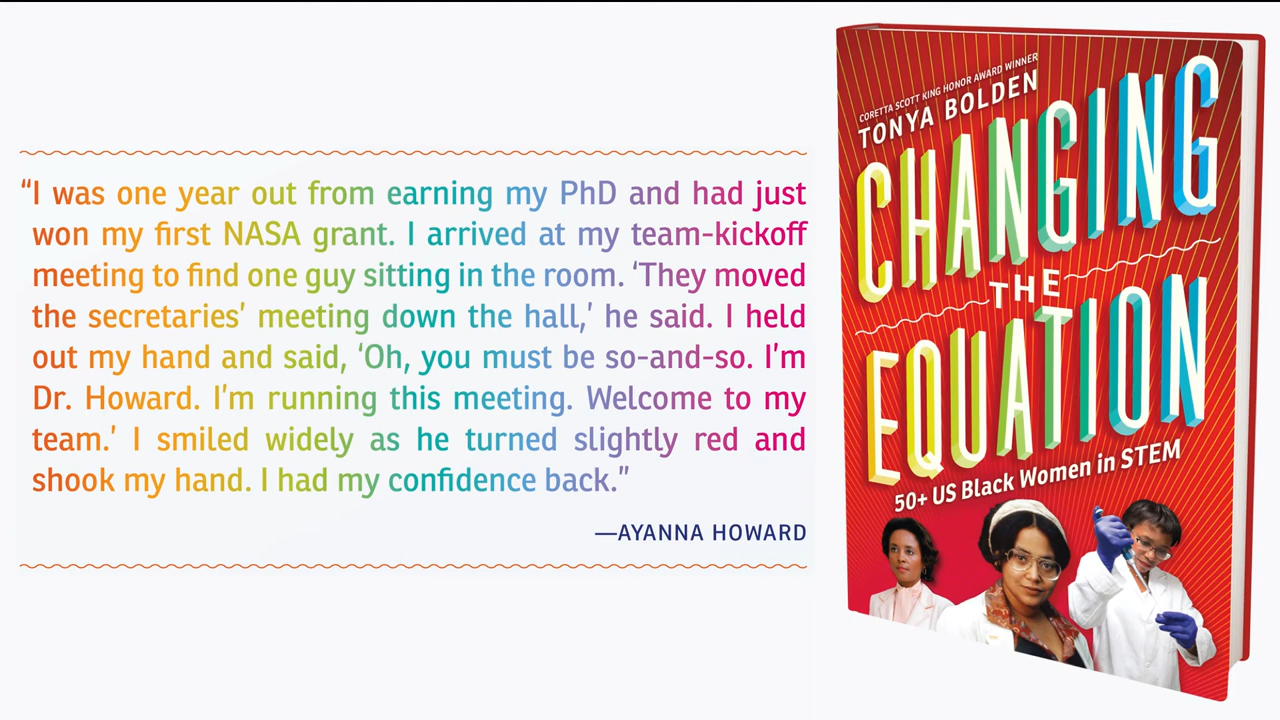 “I was one year out from earning my PhD and had just
won my first NASA grant. I arrived at my team-kickoff
meeting to find one guy sitting in the room. ‘They moved
the secretaries’ meeting down the hall,’ he said. I held
out my hand and said, ‘Oh, you must be so-and-so. I’m
Dr. Howard. I’m running this meeting. Welcome to my
team.’ I smiled widely as he turned slightly red and
shook my hand. I had my confidence back.”
—AYANNA HOWARD
CORETTA SCOTT KING HONOR AWARD WINNER
TONYA BOLDEN
CHANGING
THE
EQUATION
50+ US Black Women in STEM